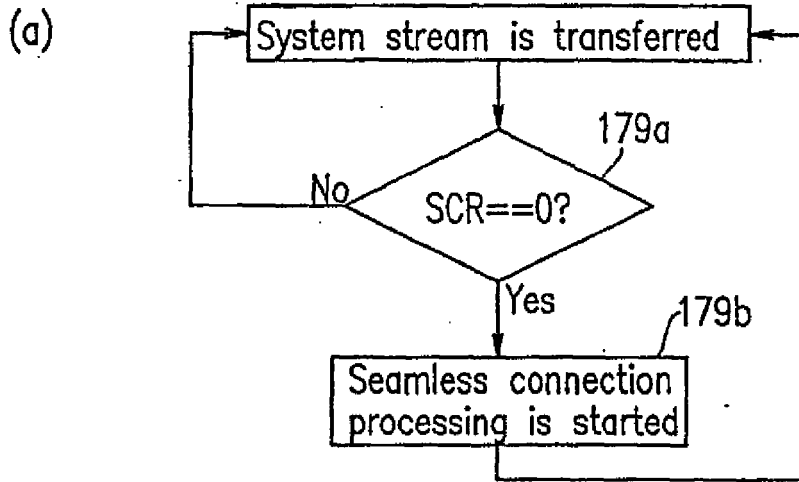 (a)
System stream is transferred
179a
No
SCR==0?
Yes
179b
Seamless connection
processing is started